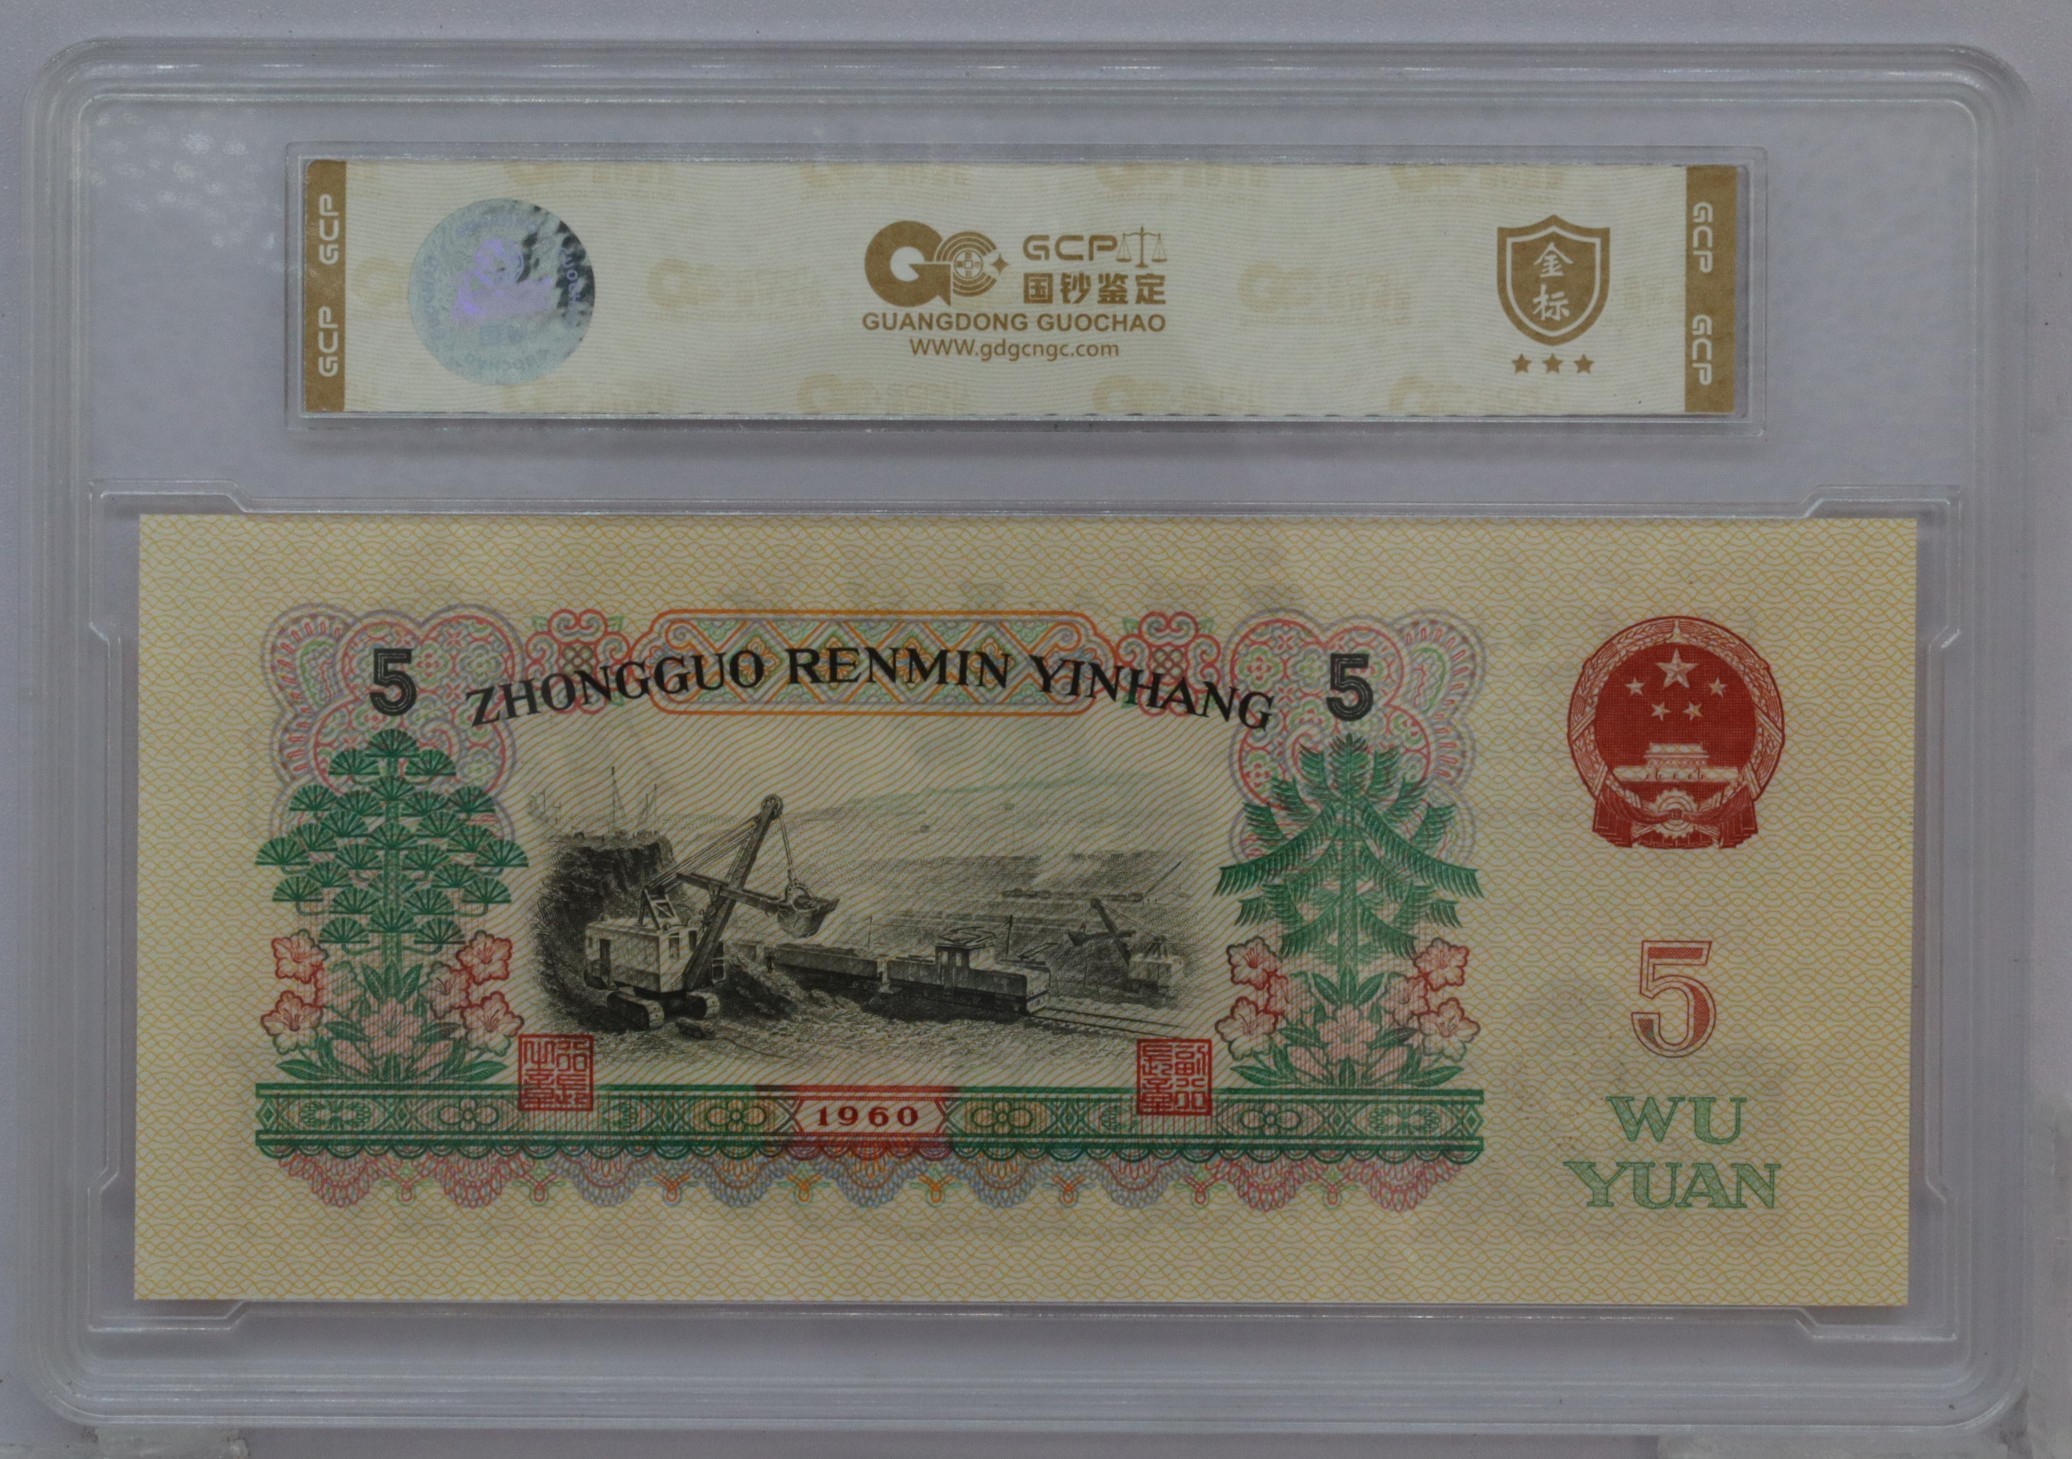 GCP GCP
GCP
国钞鉴定
GUANGDONG GUOCHAO
www.gdgcngc.com
金标
GCP GCP
5 ZHONGGUO RENMIN YINHANG 5
1960
5
WU
YUAN